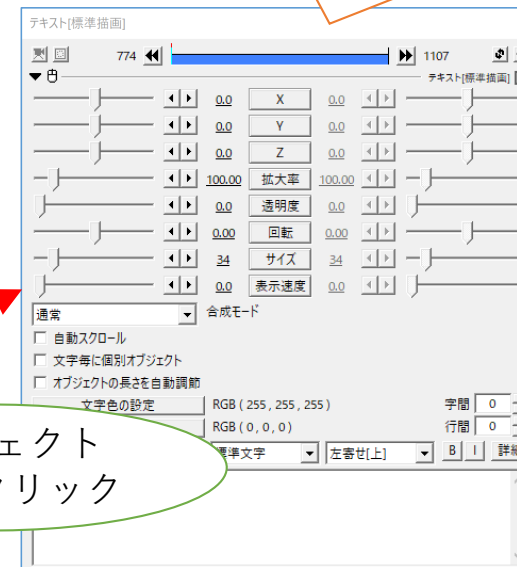 テキスト[標準描画]
774 1107
テキスト[標準描画]
0.0 X 0.0
0.0 Y 0.0
0.0 Z 0.0
100.00 拡大率 100.00
0.0 透明度 0.0
0.00 回転 0.00
34 サイズ 34
0.0 表示速度 0.0
通常 合成モード
自動スクロール
文字毎に個別オブジェクト
オブジェクトの長さを自動調節
文字色の設定 RGB ( 255 , 255 , 255 ) 字間 0
RGB ( 0 , 0 , 0 ) 行間 0
標準文字 左寄せ[上] B I 詳細
ェクト
クリック